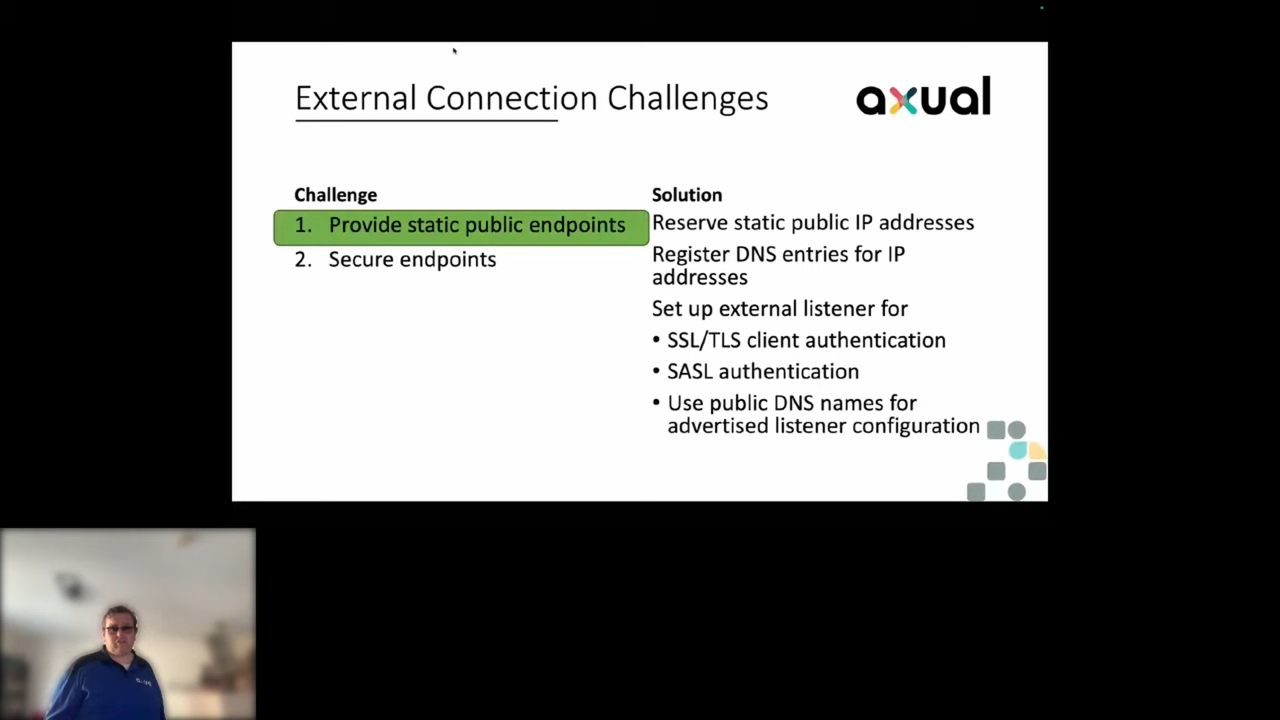 External Connection Challenges
axual
Challenge
1. Provide static public endpoints
2. Secure endpoints
Solution
Reserve static public IP addresses
Register DNS entries for IP
addresses
Set up external listener for
• SSL/TLS client authentication
• SASL authentication
• Use public DNS names for
advertised listener configuration